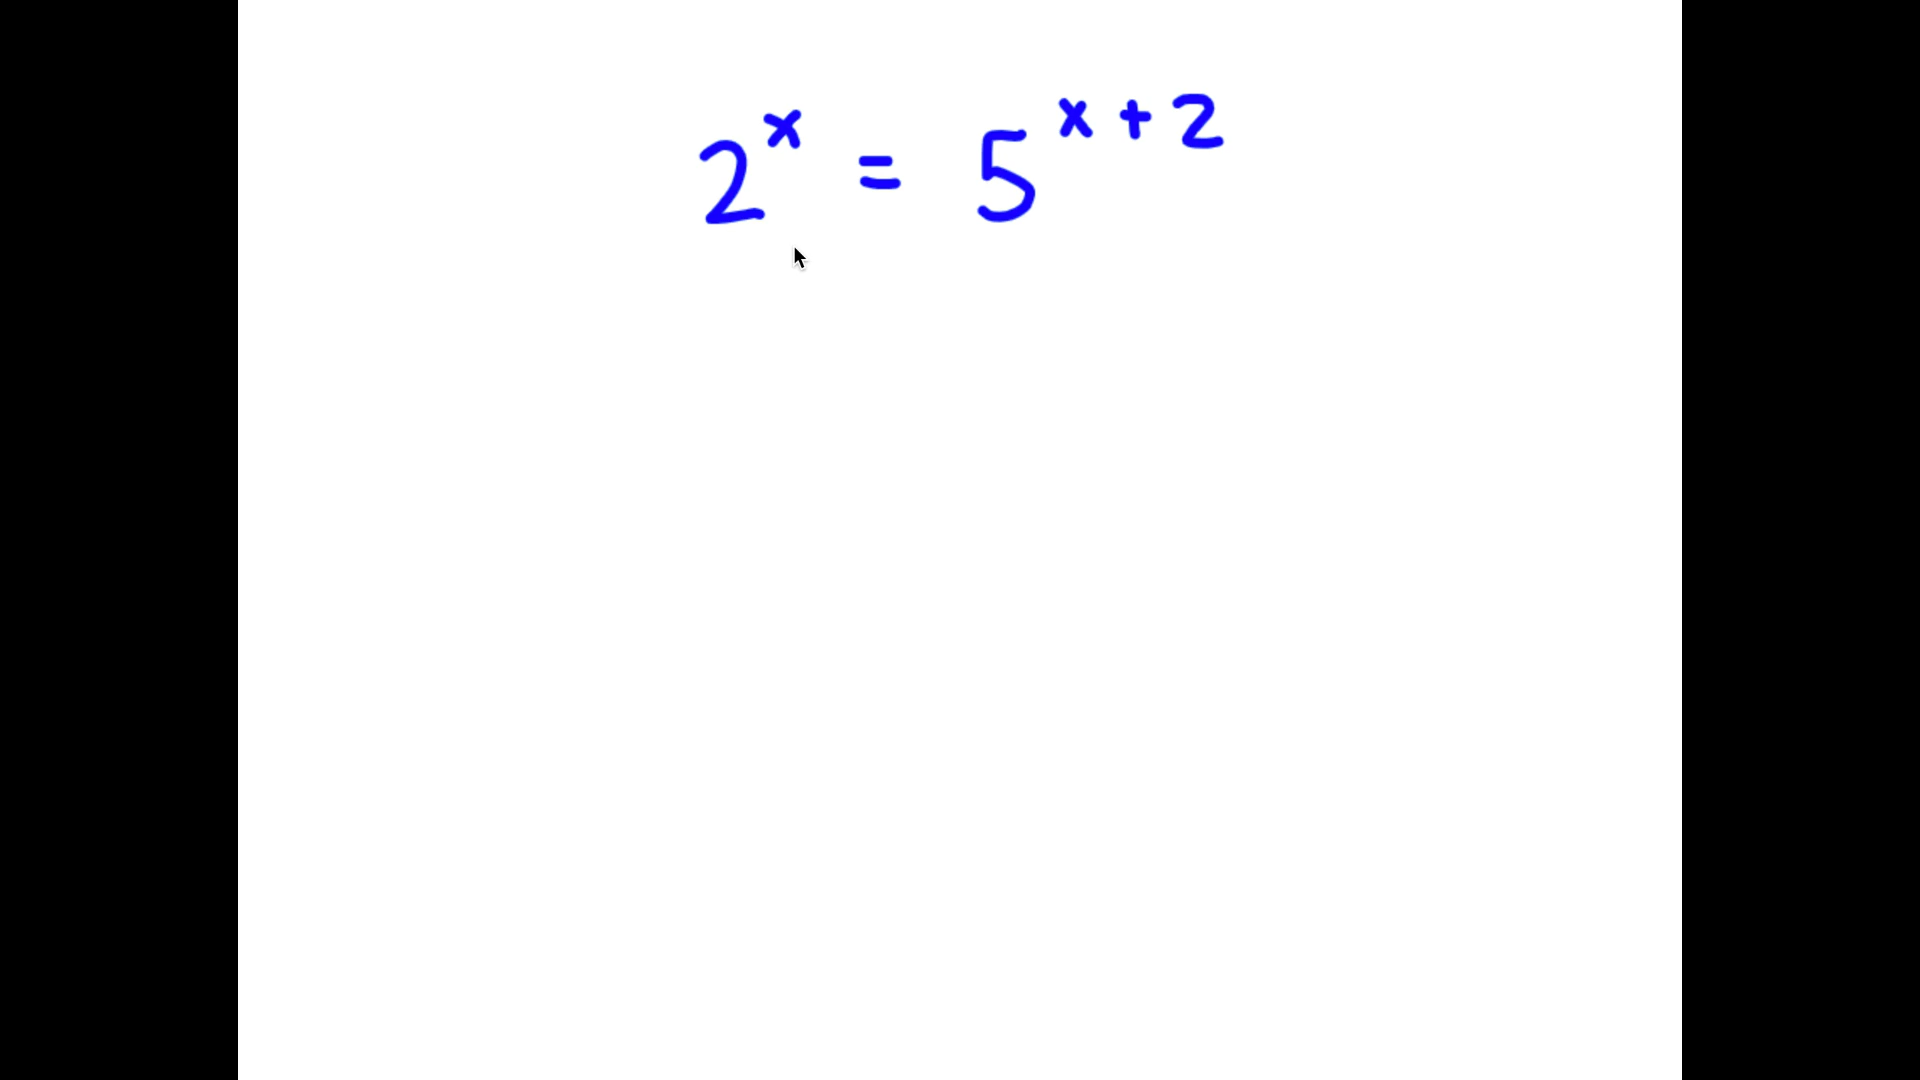 2^x = 5^{x+2}